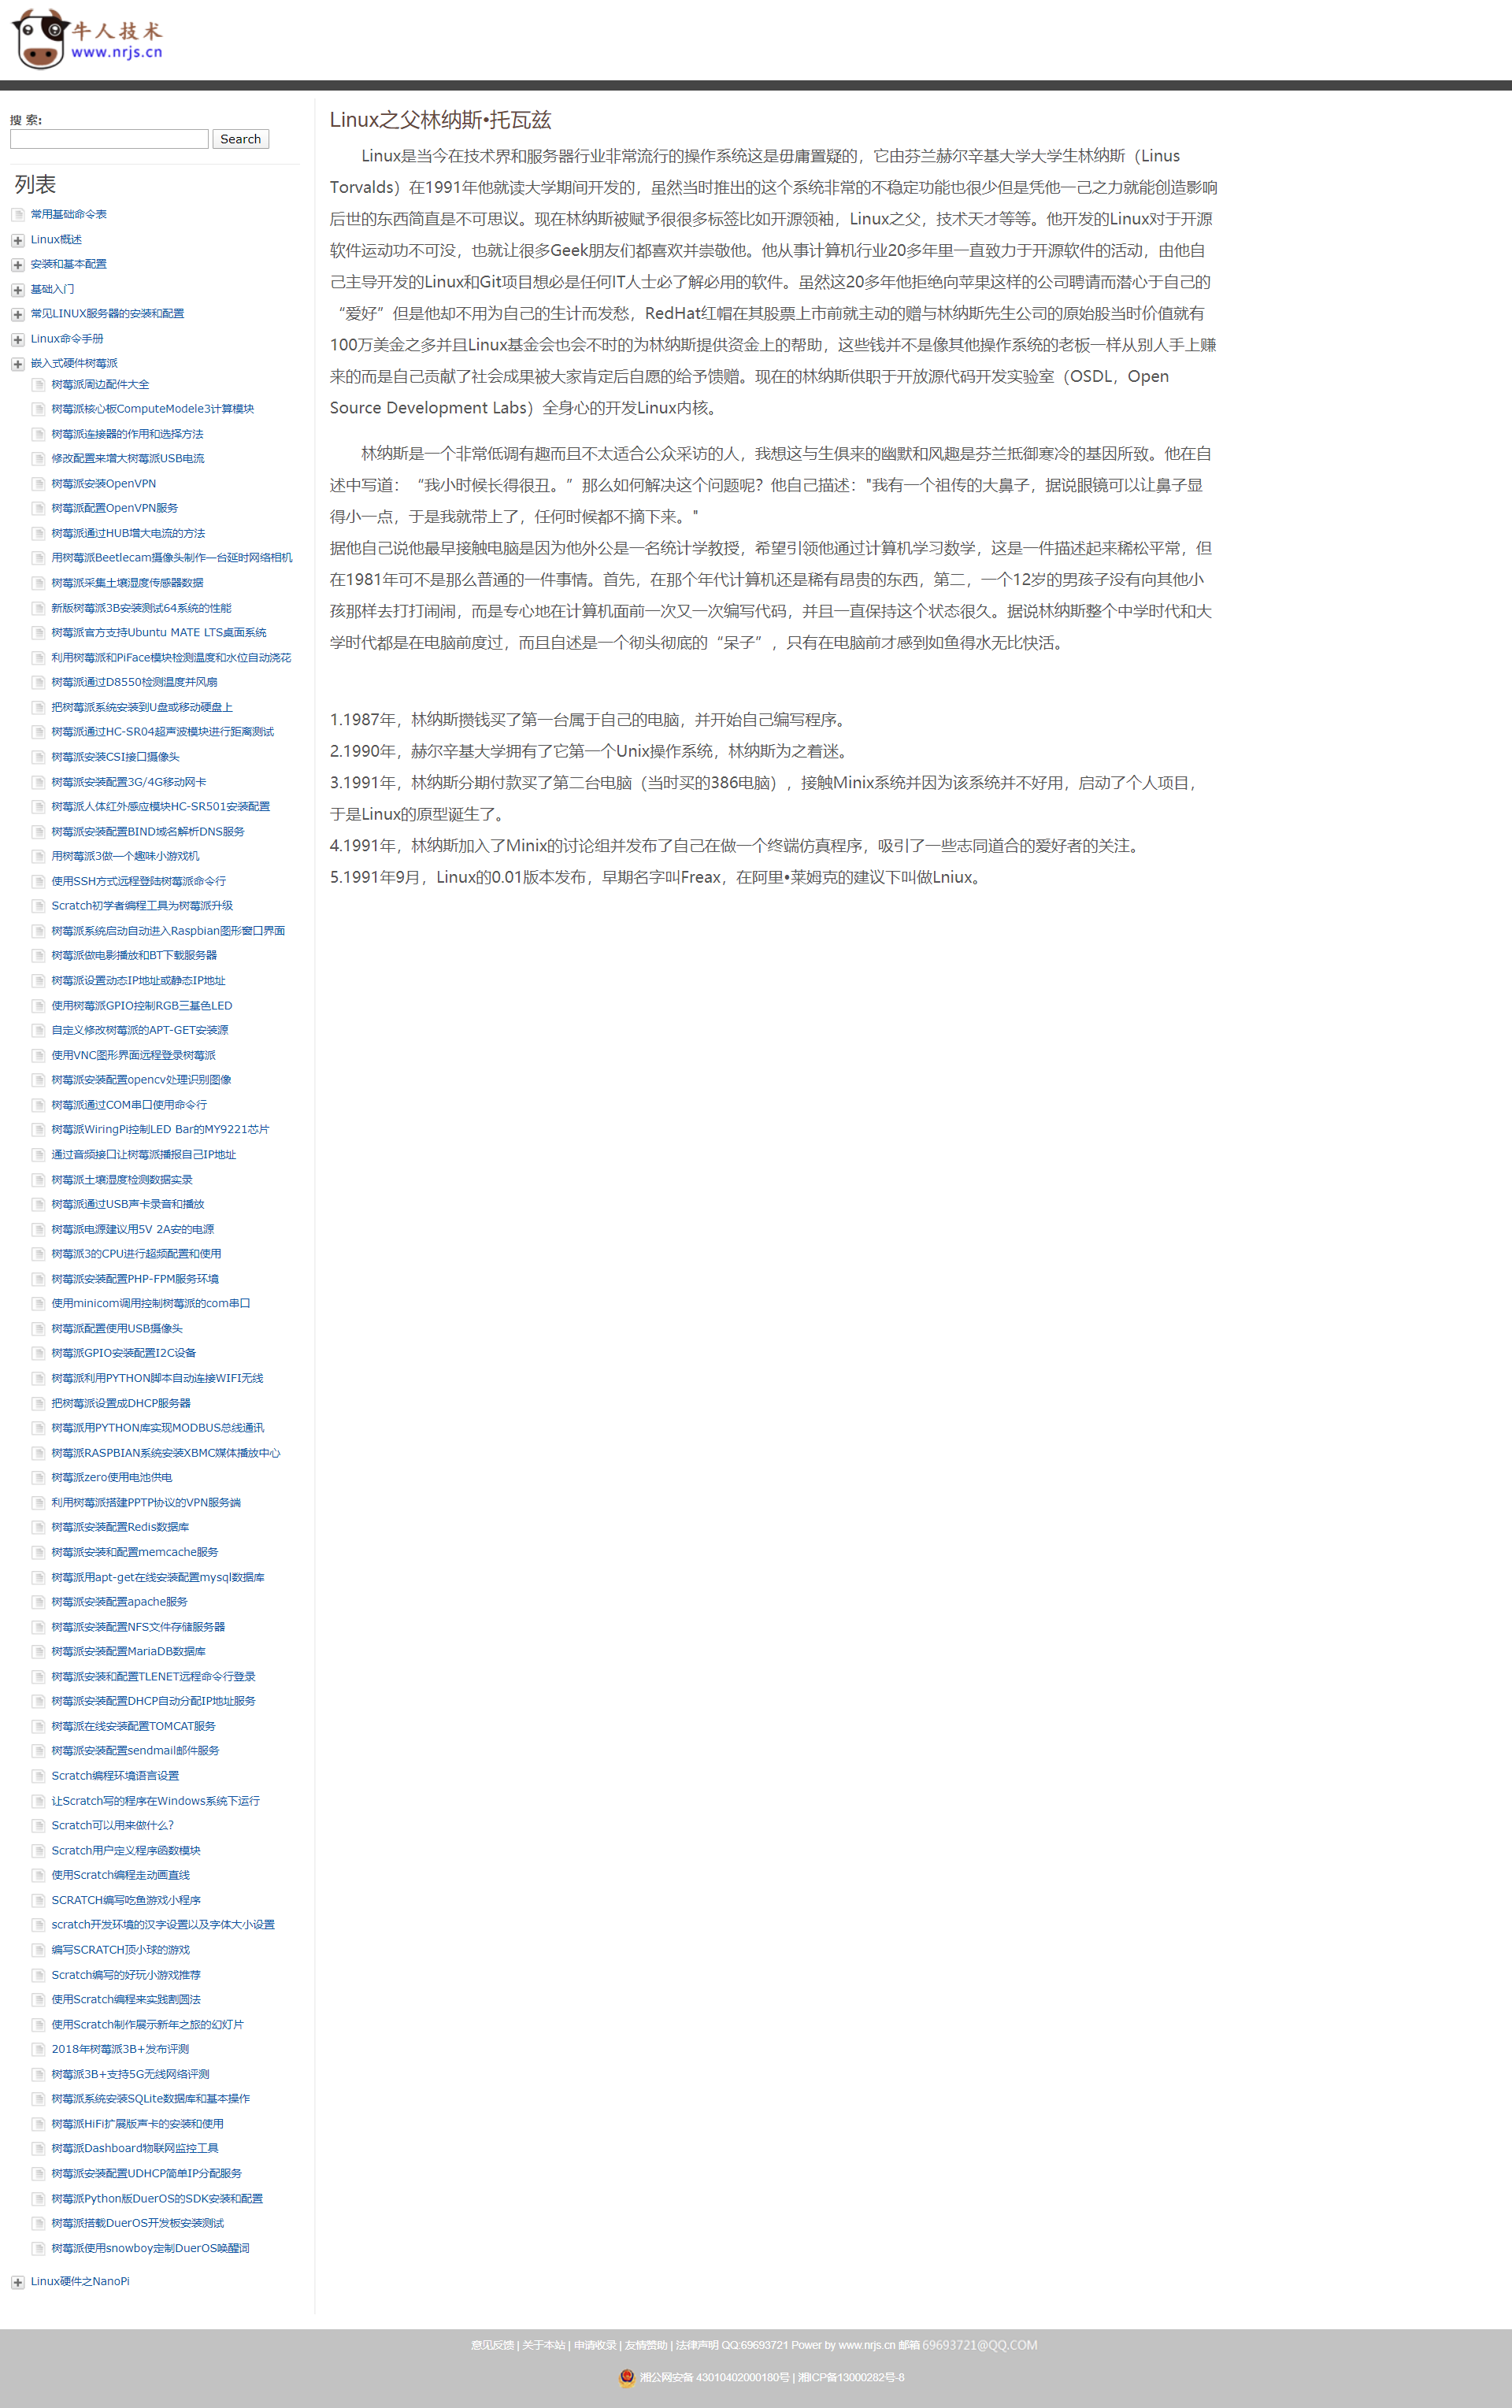 牛人技术
www.nrjs.cn
搜 索:
Search
列表
常用基础命令表
Linux概述
安装和基本配置
基础入门
常见LINUX服务器的安装和配置
Linux命令手册
嵌入式硬件树莓派
树莓派周边配件大全
树莓派核心板ComputeModele3计算模块
树莓派连接器的作用和选择方法
修改配置来增大树莓派USB电流
树莓派安装OpenVPN
树莓派配置OpenVPN服务
树莓派通过HUB增大电流的方法
用树莓派Beetlecam摄像头制作一台延时网络相机
树莓派采集土壤湿度传感器数据
新版树莓派3B安装测试64系统的性能
树莓派官方支持Ubuntu MATE LTS桌面系统
利用树莓派和PiFace模块检测温度和水位自动浇花
树莓派通过D8550检测温度并风扇
把树莓派系统安装到U盘或移动硬盘上
树莓派通过HC-SR04超声波模块进行距离测试
树莓派安装CSI接口摄像头
树莓派安装配置3G/4G移动网卡
树莓派人体红外感应模块HC-SR501安装配置
树莓派安装配置BIND域名解析DNS服务
用树莓派3做一个趣味小游戏机
使用SSH方式远程登陆树莓派命令行
Scratch初学者编程工具为树莓派升级
树莓派系统启动自动进入Raspbian图形窗口界面
树莓派做电影播放和BT下载服务器
树莓派设置动态IP地址或静态IP地址
使用树莓派GPIO控制RGB三基色LED
自定义修改树莓派的APT-GET安装源
使用VNC图形界面远程登录树莓派
树莓派安装配置opencv处理识别图像
树莓派通过COM串口使用命令行
树莓派WiringPi控制LED Bar的MY9221芯片
通过音频接口让树莓派播报自己IP地址
树莓派土壤湿度检测数据实录
树莓派通过USB声卡录音和播放
树莓派电源建议用5V 2A安的电源
树莓派3的CPU进行超频配置和使用
树莓派安装配置PHP-FPM服务环境
使用minicom调用控制树莓派的com串口
树莓派配置使用USB摄像头
树莓派GPIO安装配置I2C设备
树莓派利用PYTHON脚本自动连接WIFI无线
把树莓派设置成DHCP服务器
树莓派用PYTHON库实现MODBUS总线通讯
树莓派RASPBIAN系统安装XBMC媒体播放中心
树莓派zero使用电池供电
利用树莓派搭建PPTP协议的VPN服务端
树莓派安装配置Redis数据库
树莓派安装和配置memcache服务
树莓派用apt-get在线安装配置mysql数据库
树莓派安装配置apache服务
树莓派安装配置NFS文件存储服务器
树莓派安装配置MariaDB数据库
树莓派安装和配置TLENET远程命令行登录
树莓派安装配置DHCP自动分配IP地址服务
树莓派在线安装配置TOMCAT服务
树莓派安装配置sendmail邮件服务
Scratch编程环境语言设置
让Scratch写的程序在Windows系统下运行
Scratch可以用来做什么?
Scratch用户定义程序函数模块
使用Scratch编程走动画直线
SCRATCH编写吃鱼游戏小程序
scratch开发环境的汉字设置以及字体大小设置
编写SCRATCH顶小球的游戏
Scratch编写的好玩小游戏推荐
使用Scratch编程来实践割圆法
使用Scratch制作展示新年之旅的幻灯片
2018年树莓派3B+发布评测
树莓派3B+支持5G无线网络评测
树莓派系统安装SQLite数据库和基本操作
树莓派HiFi扩展版声卡的安装和使用
树莓派Dashboard物联网监控工具
树莓派安装配置UDHCP简单IP分配服务
树莓派Python版DuerOS的SDK安装和配置
树莓派搭载DuerOS开发板安装测试
树莓派使用snowboy定制DuerOS唤醒词
Linux硬件之NanoPi
Linux之父林纳斯•托瓦兹
Linux是当今在技术界和服务器行业非常流行的操作系统这是毋庸置疑的，它由芬兰赫尔辛基大学大学生林纳斯（Linus
Torvalds）在1991年他就读大学期间开发的，虽然当时推出的这个系统非常的不稳定功能也很少但是凭他一己之力就能创造影响
后世的东西简直是不可思议。现在林纳斯被赋予很很多标签比如开源领袖，Linux之父，技术天才等等。他开发的Linux对于开源
软件运动功不可没，也就让很多Geek朋友们都喜欢并崇敬他。他从事计算机行业20多年里一直致力于开源软件的活动，由他自
己主导开发的Linux和Git项目想必是任何IT人士必了解必用的软件。虽然这20多年他拒绝向苹果这样的公司聘请而潜心于自己的
“爱好”但是他却不用为自己的生计而发愁，RedHat红帽在其股票上市前就主动的赠与林纳斯先生公司的原始股当时价值就有
100万美金之多并且Linux基金会也会不时的为林纳斯提供资金上的帮助，这些钱并不是像其他操作系统的老板一样从别人手上赚
来的而是自己贡献了社会成果被大家肯定后自愿的给予馈赠。现在的林纳斯供职于开放源代码开发实验室（OSDL，Open
Source Development Labs）全身心的开发Linux内核。
林纳斯是一个非常低调有趣而且不太适合公众采访的人，我想这与生俱来的幽默和风趣是芬兰抵御寒冷的基因所致。他在自
述中写道：“我小时候长得很丑。”那么如何解决这个问题呢？他自己描述："我有一个祖传的大鼻子，据说眼镜可以让鼻子显
得小一点，于是我就带上了，任何时候都不摘下来。"
据他自己说他最早接触电脑是因为他外公是一名统计学教授，希望引领他通过计算机学习数学，这是一件描述起来稀松平常，但
在1981年可不是那么普通的一件事情。首先，在那个年代计算机还是稀有昂贵的东西，第二，一个12岁的男孩子没有向其他小
孩那样去打打闹闹，而是专心地在计算机面前一次又一次编写代码，并且一直保持这个状态很久。据说林纳斯整个中学时代和大
学时代都是在电脑前度过，而且自述是一个彻头彻底的“呆子”，只有在电脑前才感到如鱼得水无比快活。
1.1987年，林纳斯攒钱买了第一台属于自己的电脑，并开始自己编写程序。
2.1990年，赫尔辛基大学拥有了它第一个Unix操作系统，林纳斯为之着迷。
3.1991年，林纳斯分期付款买了第二台电脑（当时买的386电脑），接触Minix系统并因为该系统并不好用，启动了个人项目，
于是Linux的原型诞生了。
4.1991年，林纳斯加入了Minix的讨论组并发布了自己在做一个终端仿真程序，吸引了一些志同道合的爱好者的关注。
5.1991年9月，Linux的0.01版本发布，早期名字叫Freax，在阿里•莱姆克的建议下叫做Lniux。
意见反馈 | 关于本站 | 申请收录 | 友情赞助 | 法律声明 QQ:69693721 Power by www.nrjs.cn 邮箱 69693721@QQ.COM
湘公网安备 43010402000180号 | 湘ICP备13000282号-8